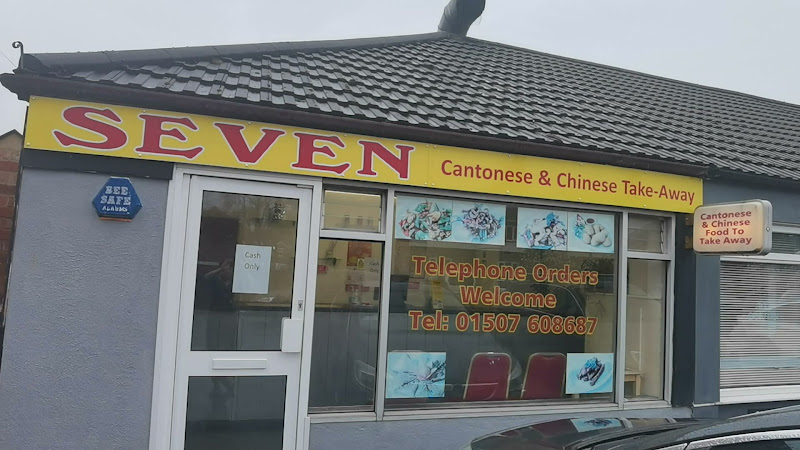 SEVEN Cantonese & Chinese Take-Away
BEE
SAFE
ALARMS
Cash
Only
Telephone Orders
Welcome
Tel: 01507 608687
Cantonese
& Chinese
Food To
Take Away